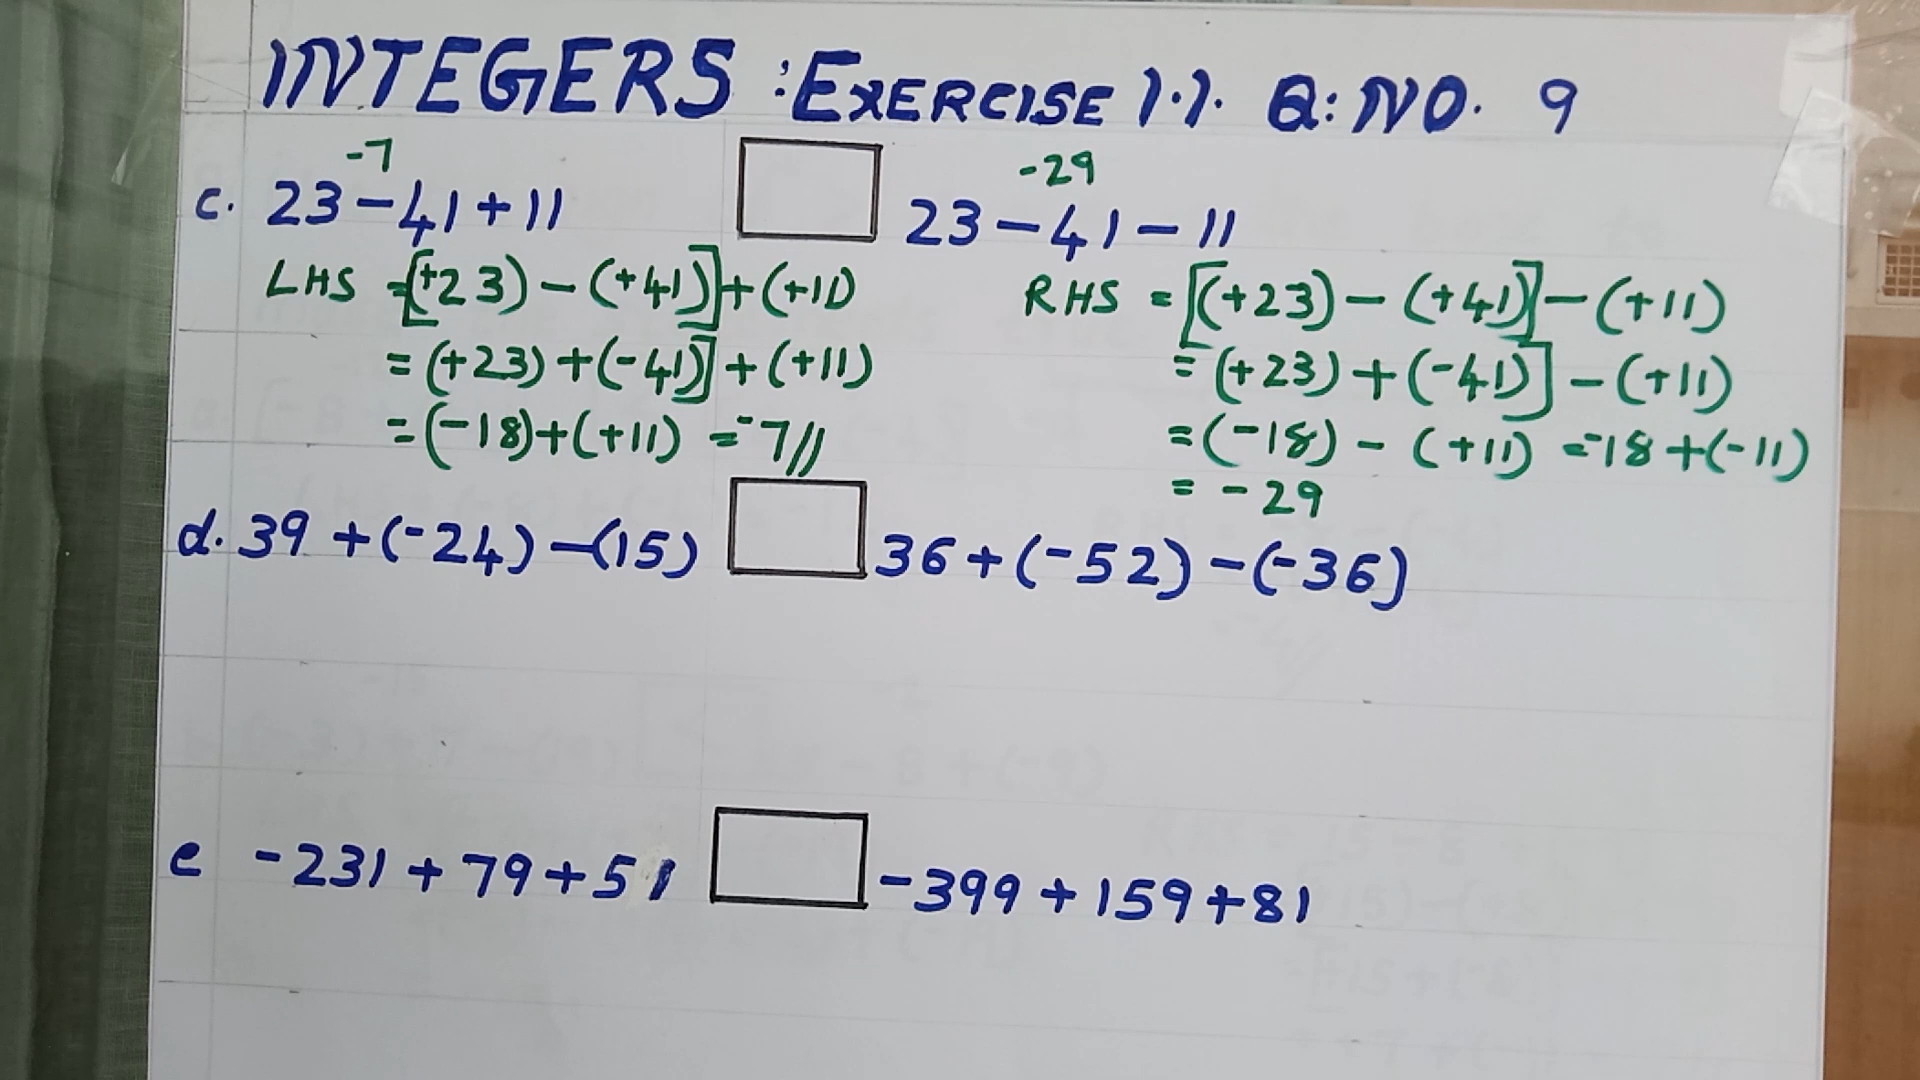 INTEGERS : EXERCISE 1.1. Q: NO. 9
-7
-29
c. 23 - 41 + 11 23 - 41 - 11
LHS = [(+23) - (+41)] + (+11) RHS = [(+23) - (+41)] - (+11)
= (+23) + (-41)] + (+11) = (+23) + (-41)] - (+11)
= (-18) + (+11) = -7// = (-18) - (+11) = -18 + (-11)
= -29
d. 39 + (-24) - (15) 36 + (-52) - (-36)
e -231 + 79 + 51 -399 + 159 + 81